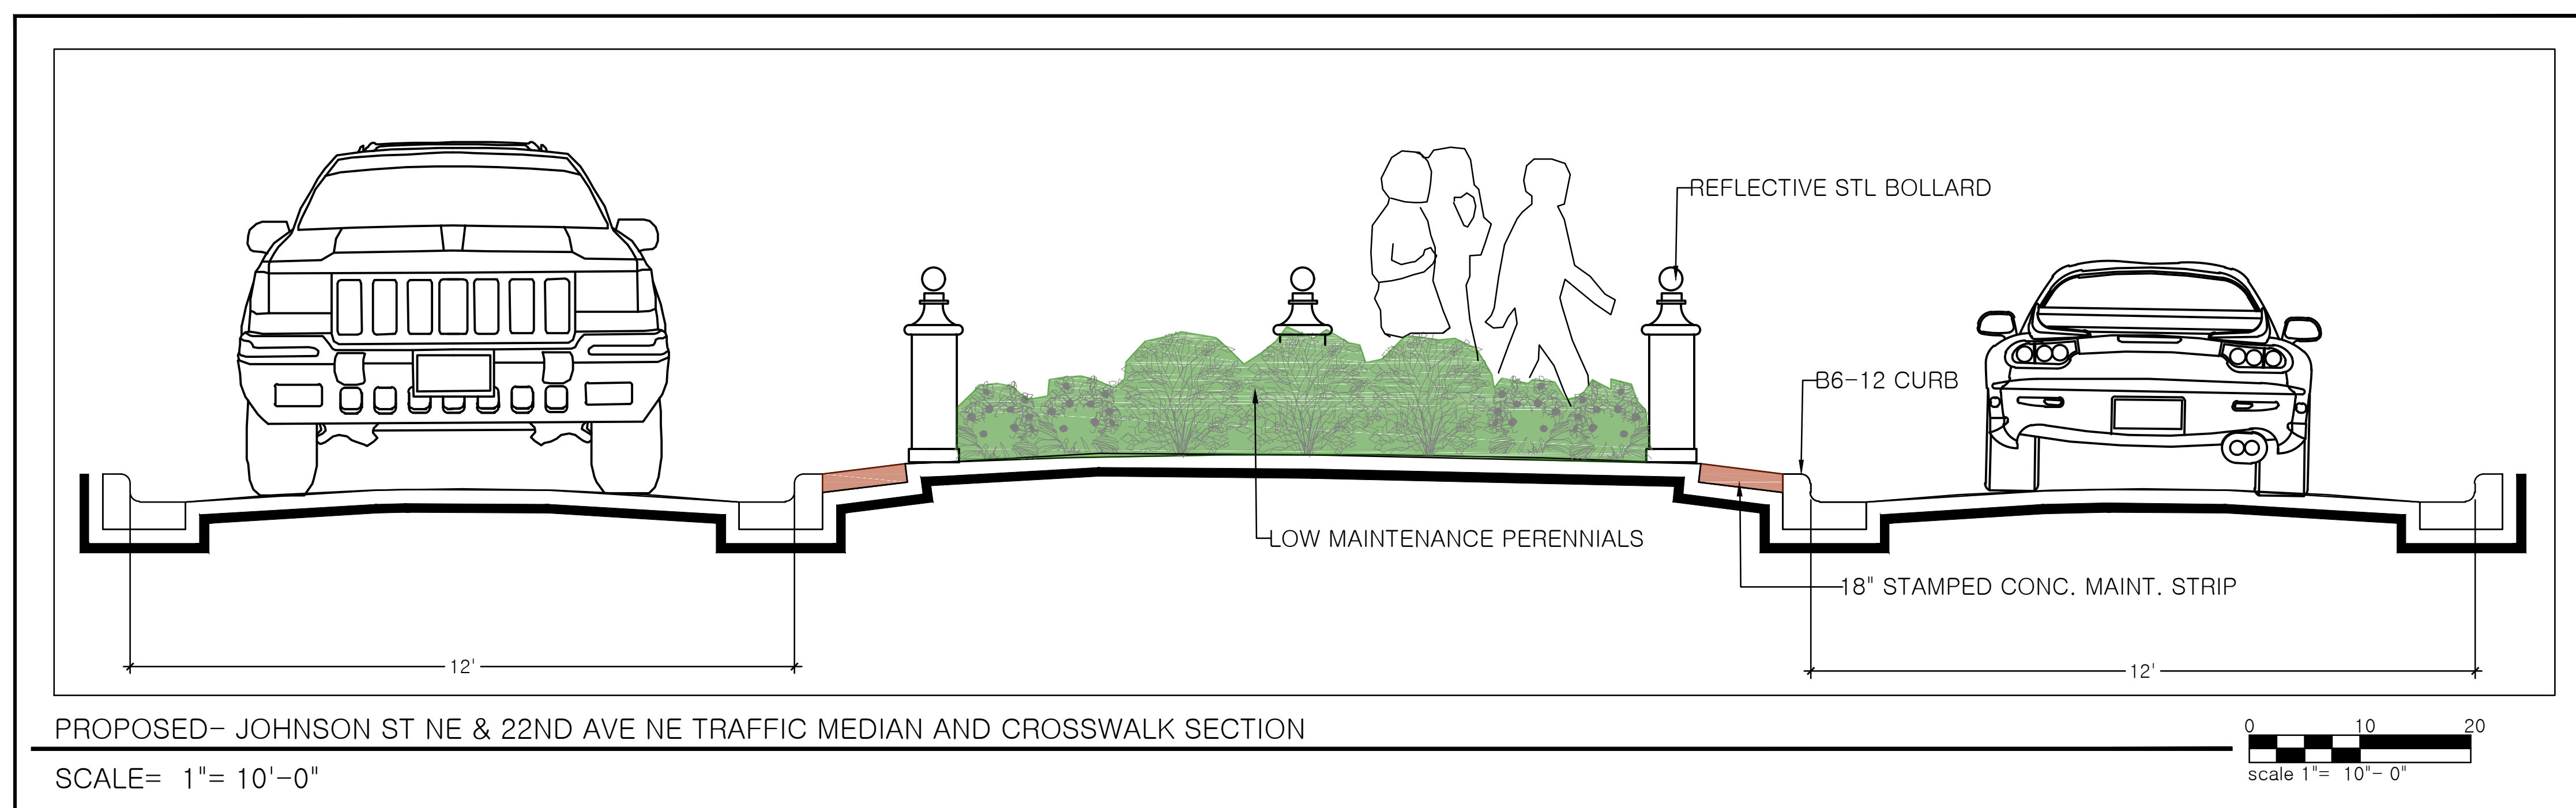 REFLECTIVE STL BOLLARD
B6-12 CURB
LOW MAINTENANCE PERENNIALS
18" STAMPED CONC. MAINT. STRIP
12'
12'
PROPOSED- JOHNSON ST NE & 22ND AVE NE TRAFFIC MEDIAN AND CROSSWALK SECTION
0 10 20
scale 1"= 10"- 0"
SCALE= 1"= 10'-0"